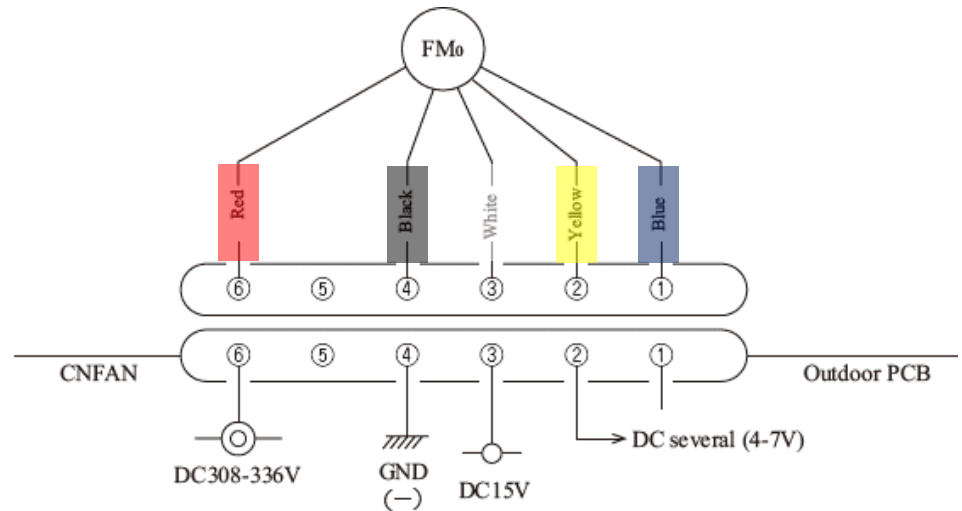 FM₀
Red
Black
White
Yellow
Blue
⑥ ⑤ ④ ③ ② ①
⑥ ⑤ ④ ③ ② ①
CNFAN
Outdoor PCB
DC308-336V
GND
(−)
DC15V
DC several (4-7V)